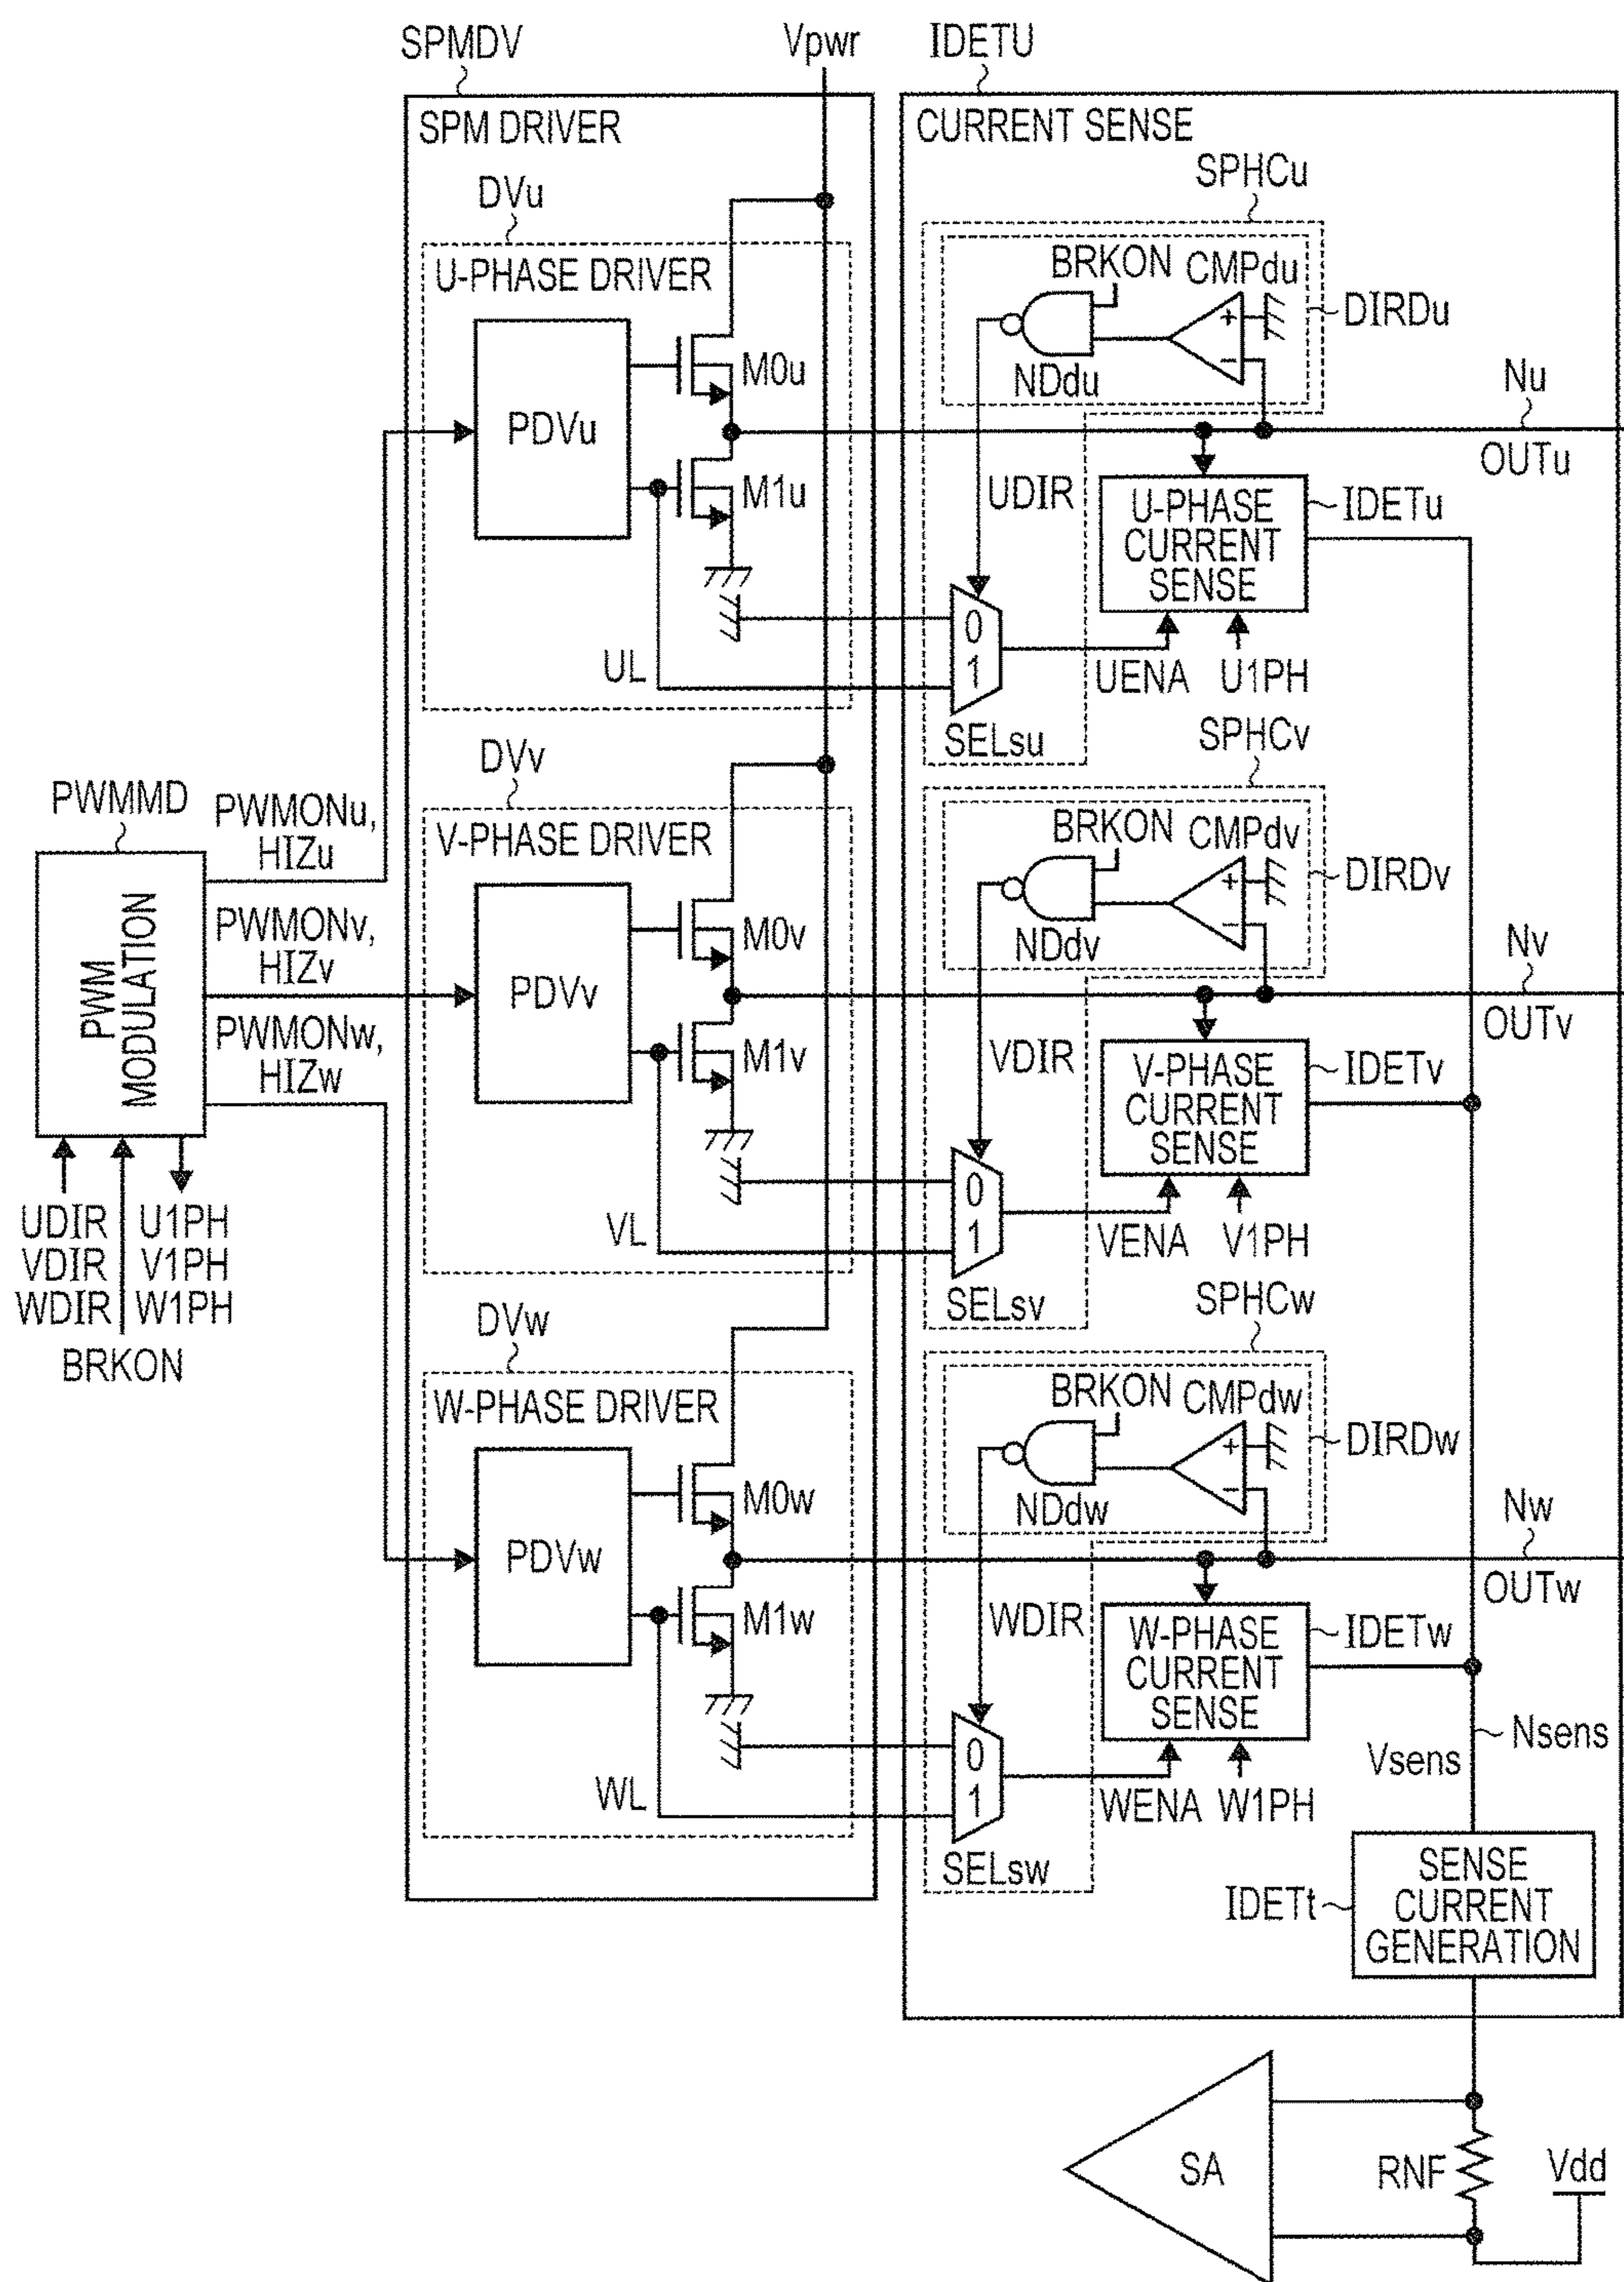 SPMDV
Vpwr
IDETU
SPM DRIVER
CURRENT SENSE
SPHCu
DVu
U-PHASE DRIVER
BRKON
CMPdu
+
−
DIRDu
NDdu
PDVu
M0u
M1u
Nu
OUTu
UDIR
U-PHASE
CURRENT
SENSE
IDETu
0
1
UL
UENA
U1PH
SELsu
SPHCv
DVv
PWMMD
PWM
MODULATION
PWMONu,
HIZu
PWMONv,
HIZv
PWMONw,
HIZw
V-PHASE DRIVER
BRKON
CMPdv
+
−
DIRDv
NDdv
PDVv
M0v
M1v
Nv
OUTv
VDIR
V-PHASE
CURRENT
SENSE
IDETv
0
1
VL
VENA
V1PH
SELsv
UDIR
VDIR
WDIR
U1PH
V1PH
W1PH
BRKON
SPHCw
DVw
W-PHASE DRIVER
BRKON
CMPdw
+
−
DIRDw
NDdw
PDVw
M0w
M1w
Nw
OUTw
WDIR
W-PHASE
CURRENT
SENSE
IDETw
0
1
WL
WENA
W1PH
SELsw
Vsens
Nsens
IDETt
SENSE
CURRENT
GENERATION
SA
RNF
Vdd